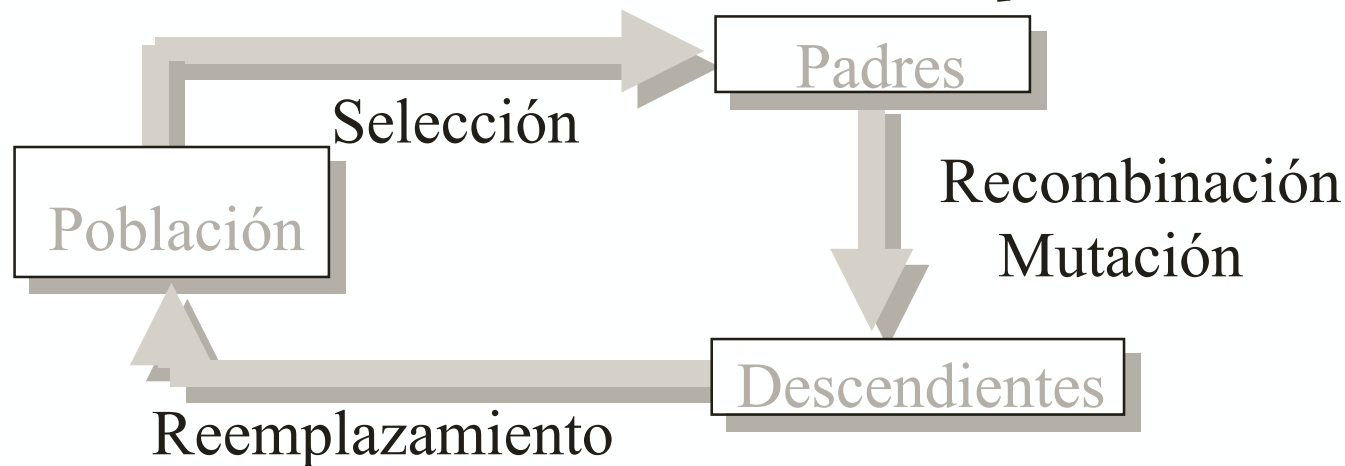 Padres
Selección
Población
Recombinación
Mutación
Descendientes
Reemplazamiento